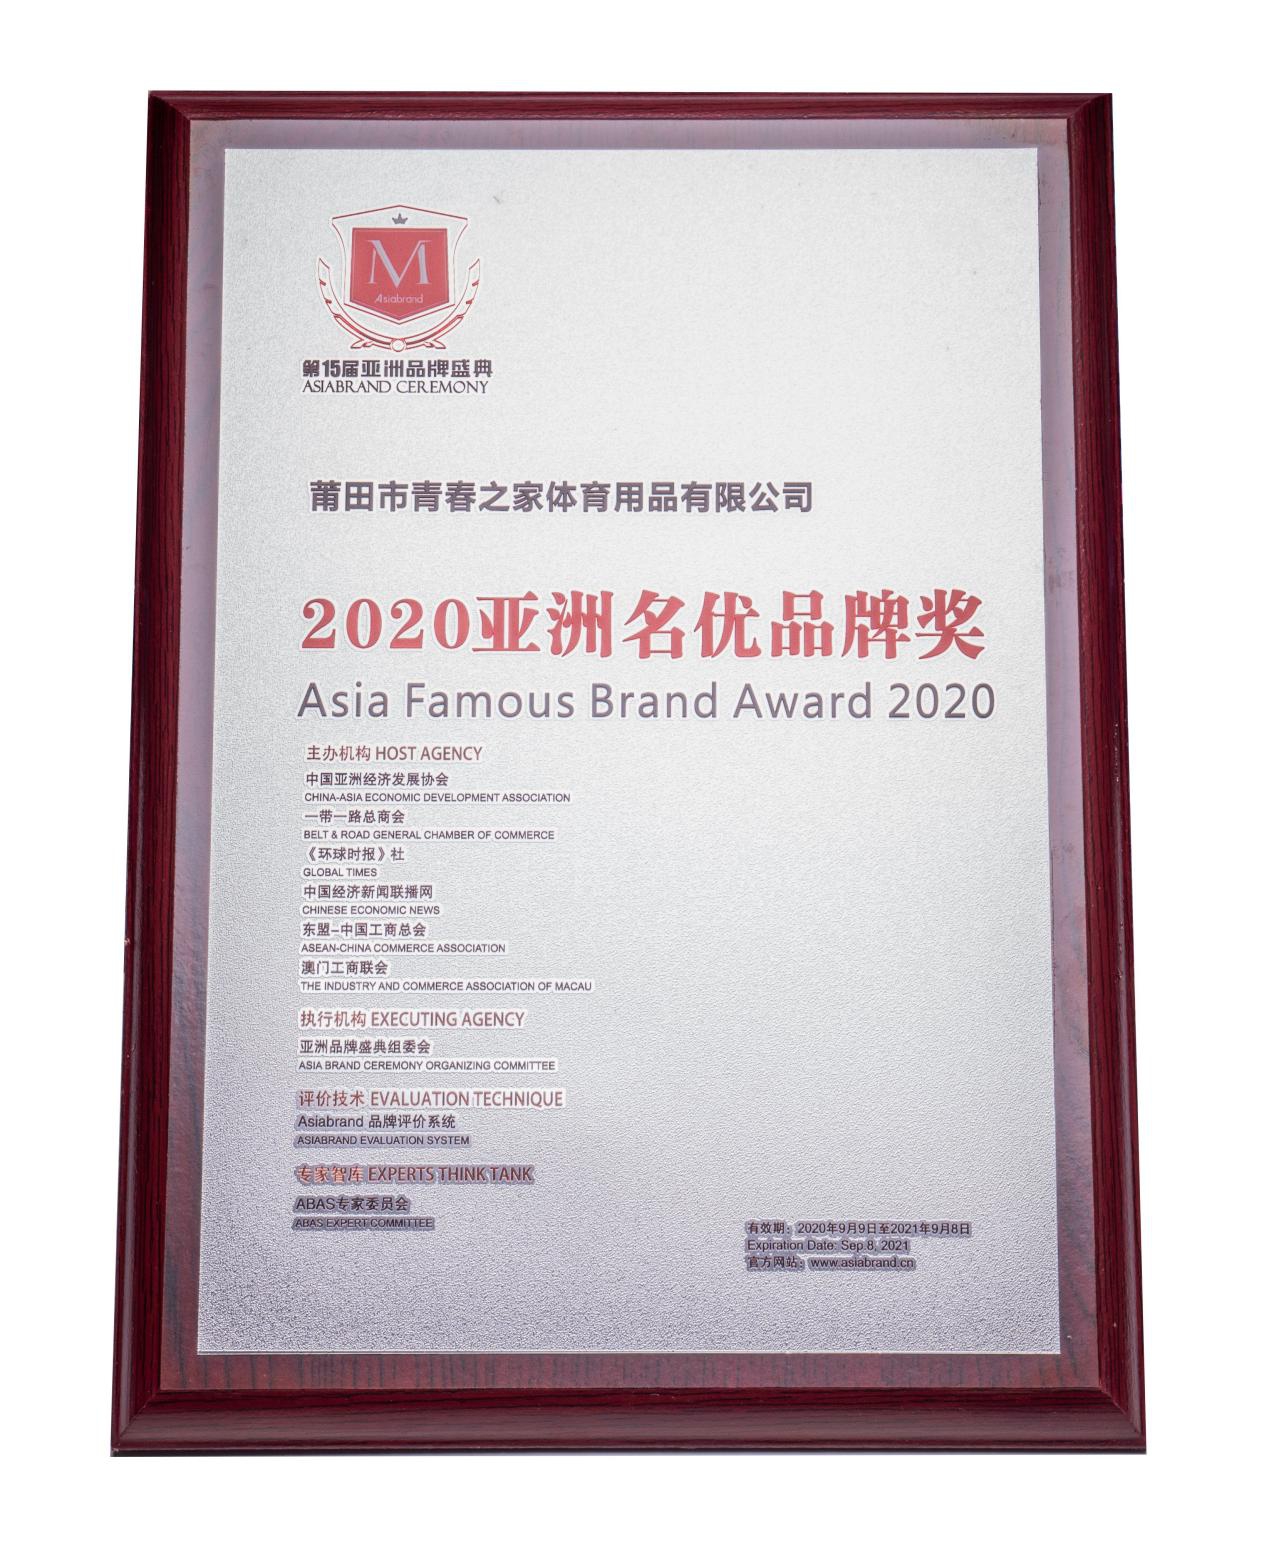 M
Asiabrand
第15届亚洲品牌盛典
ASIABRAND CEREMONY
莆田市青春之家体育用品有限公司
2020亚洲名优品牌奖
Asia Famous Brand Award 2020
主办机构 HOST AGENCY
中国亚洲经济发展协会
CHINA-ASIA ECONOMIC DEVELOPMENT ASSOCIATION
一带一路总商会
BELT & ROAD GENERAL CHAMBER OF COMMERCE
《环球时报》社
GLOBAL TIMES
中国经济新闻联播网
CHINESE ECONOMIC NEWS
东盟-中国工商总会
ASEAN-CHINA COMMERCE ASSOCIATION
澳门工商联会
THE INDUSTRY AND COMMERCE ASSOCIATION OF MACAU
执行机构 EXECUTING AGENCY
亚洲品牌盛典组委会
ASIA BRAND CEREMONY ORGANIZING COMMITTEE
评价技术 EVALUATION TECHNIQUE
Asiabrand 品牌评价系统
ASIABRAND EVALUATION SYSTEM
专家智库 EXPERTS THINK TANK
ABAS专家委员会
ABAS EXPERT COMMITTEE
有效期：2020年9月9日至2021年9月8日
Expiration Date: Sep.8, 2021
官方网站：www.asiabrand.cn